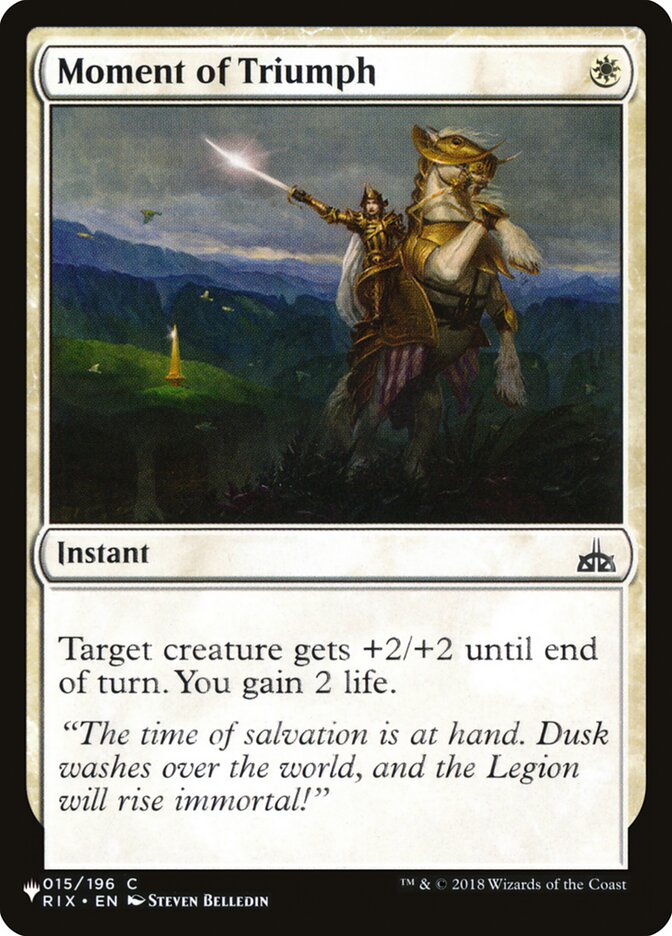 Moment of Triumph
Instant
Target creature gets +2/+2 until end
of turn. You gain 2 life.
“The time of salvation is at hand. Dusk
washes over the world, and the Legion
will rise immortal!”
015/196 C
RIX • EN Steven Belledin
™ & © 2018 Wizards of the Coast